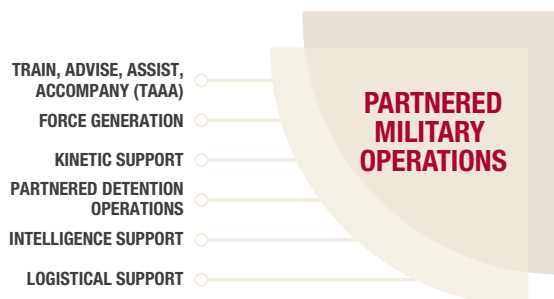 TRAIN, ADVISE, ASSIST,
ACCOMPANY (TAAA)
FORCE GENERATION
KINETIC SUPPORT
PARTNERED DETENTION
OPERATIONS
INTELLIGENCE SUPPORT
LOGISTICAL SUPPORT
PARTNERED
MILITARY
OPERATIONS